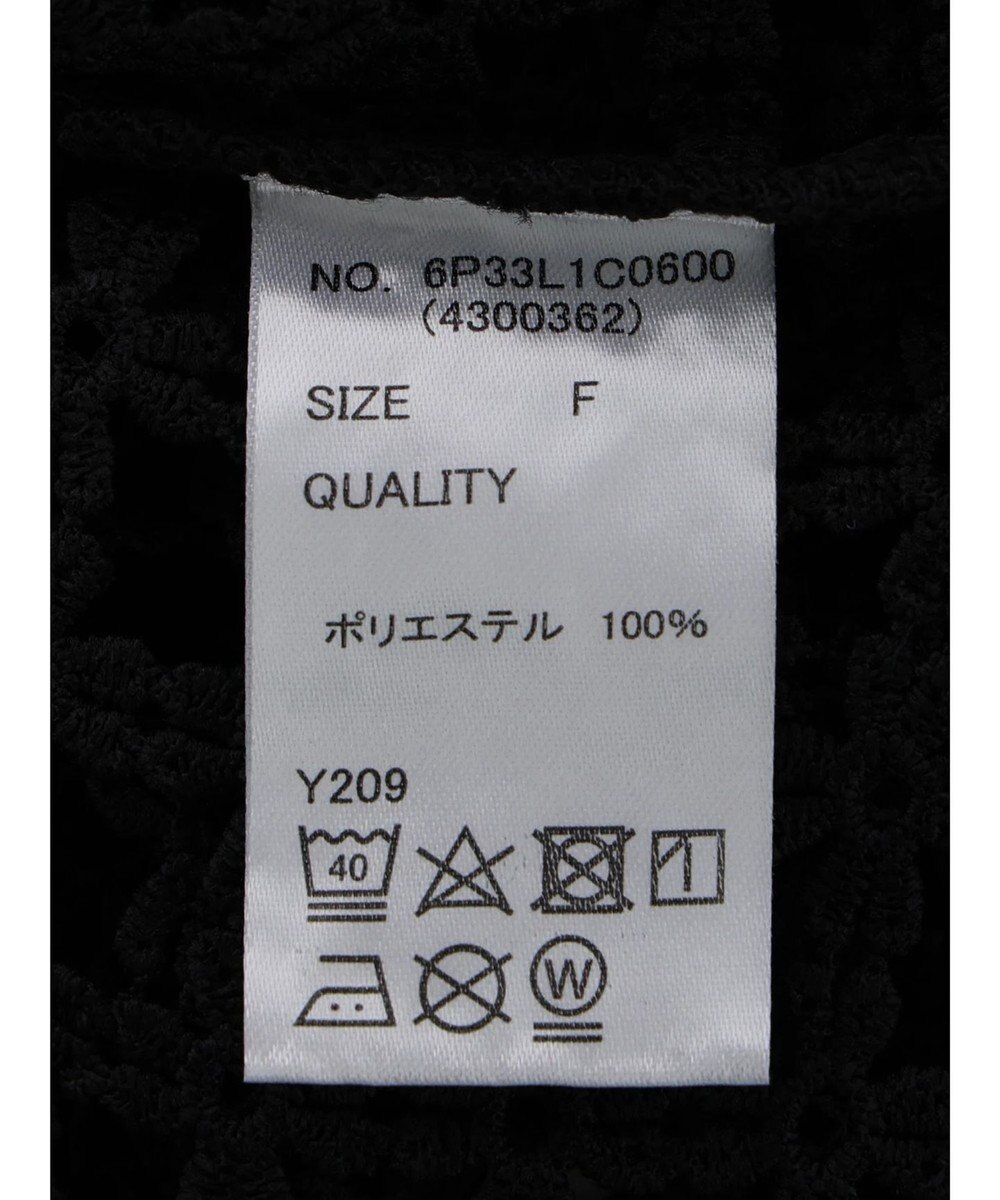 NO. 6P33L1C0600
(4300362)
SIZE F
QUALITY
ポリエステル 100%
Y209
40
W